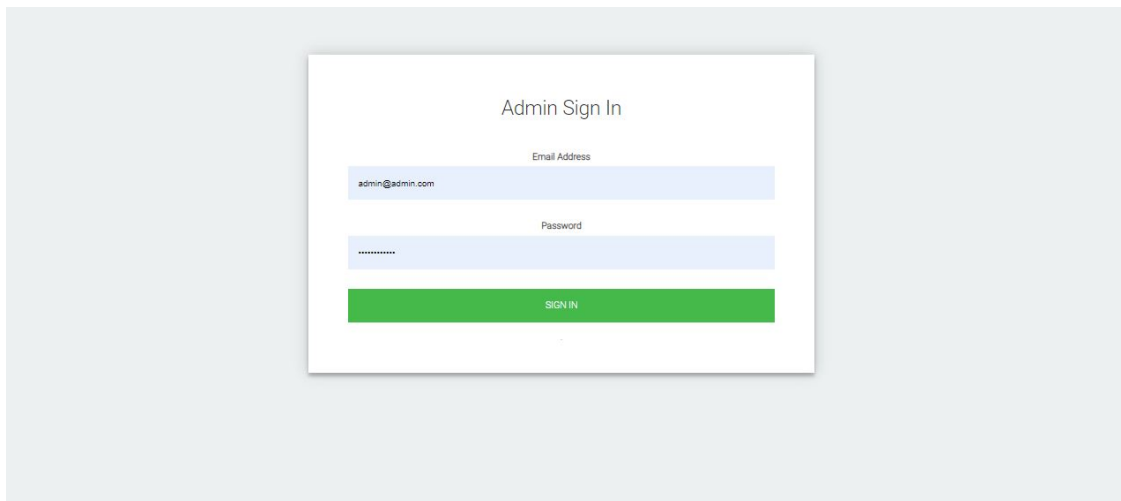 Admin Sign In
Email Address
admin@admin.com
Password
••••••••••••
SIGN IN